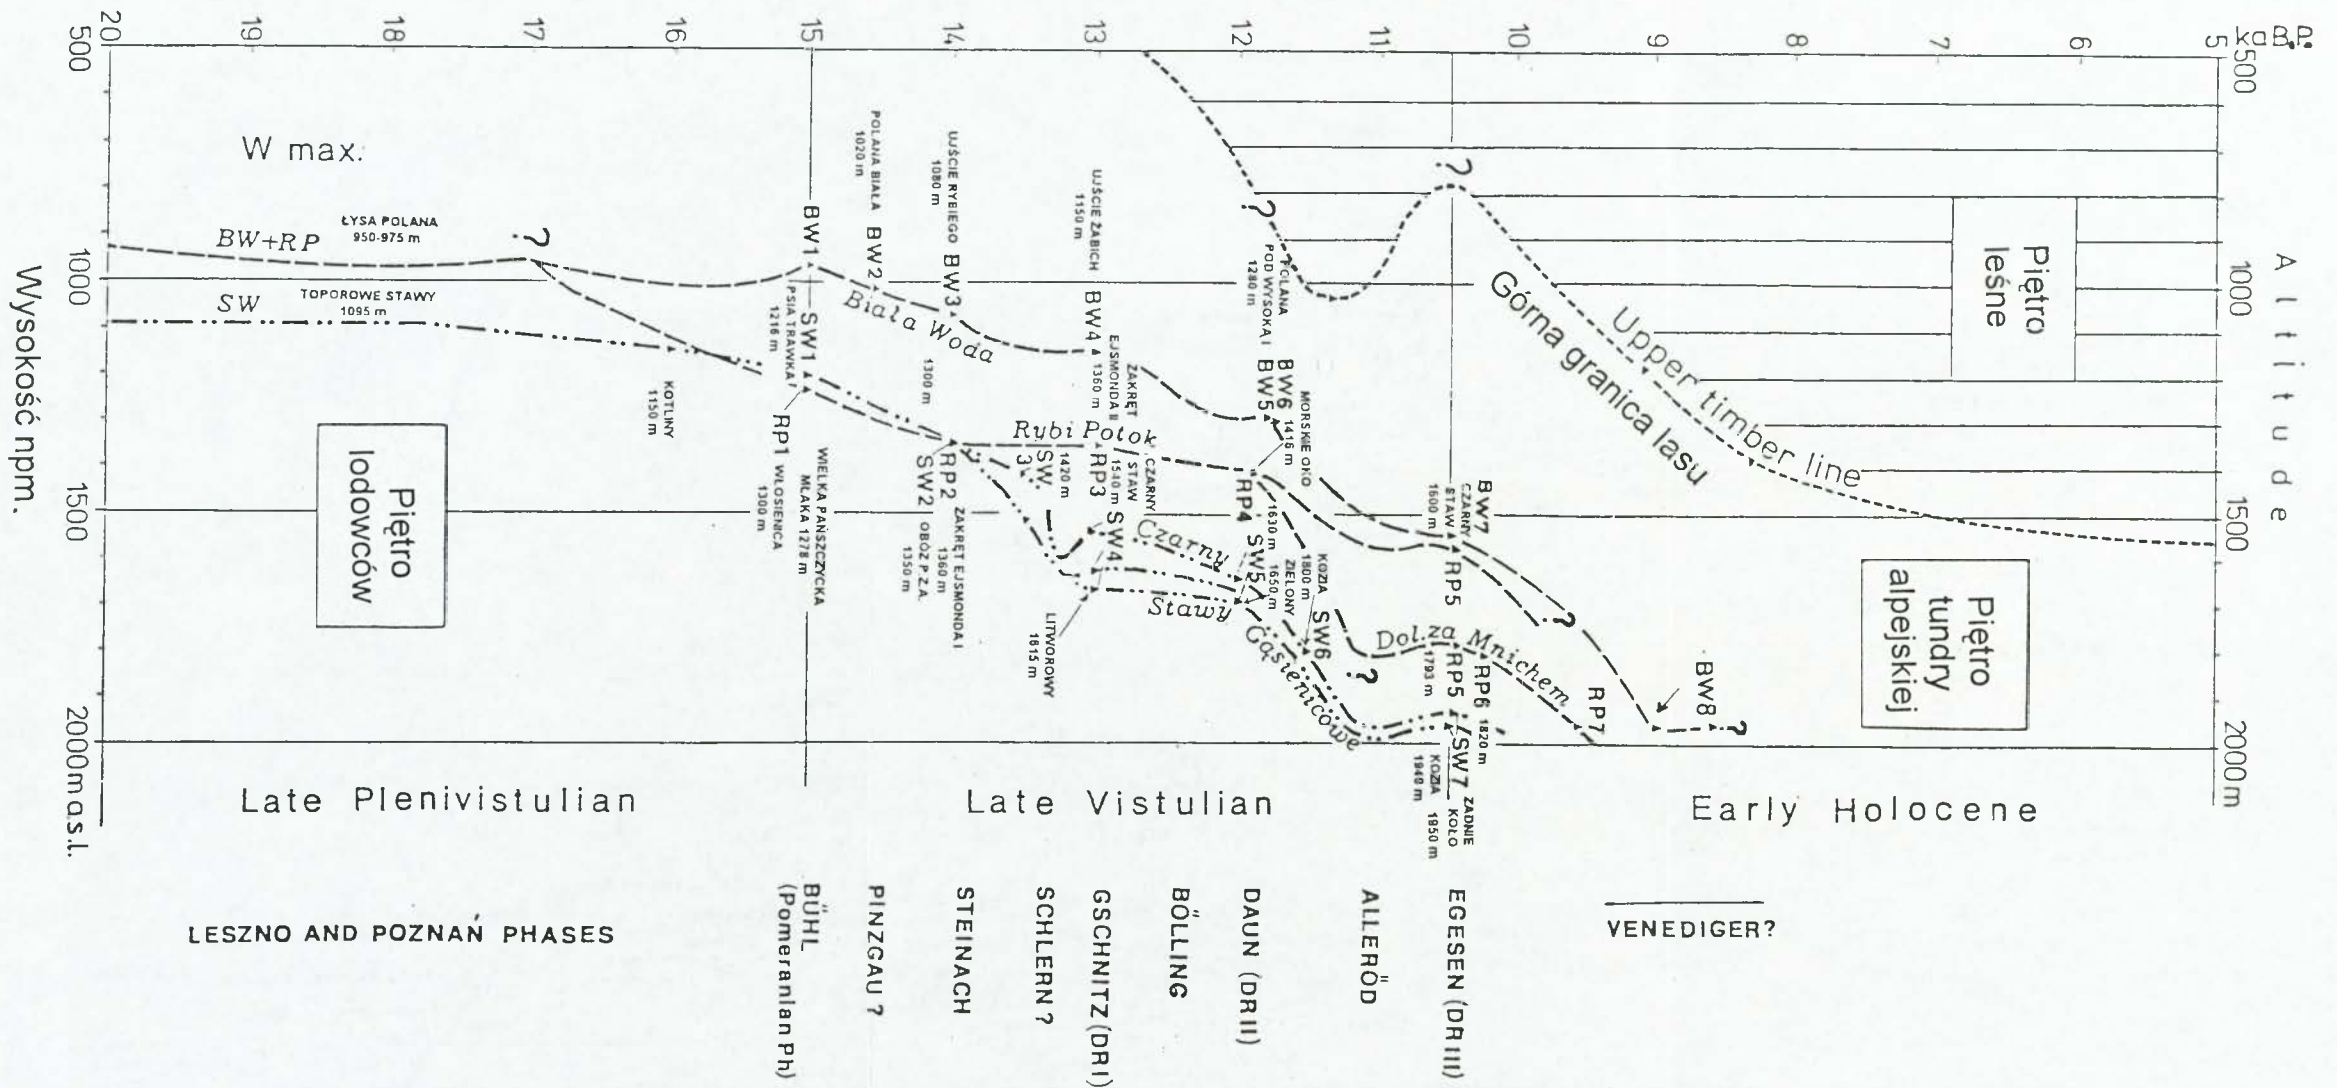 20
19
18
17
16
15
14
13
12
11
10
9
8
7
6
5
ka B.P.
500
1000
1500
2000 m a.s.l.
Wysokość npm.
500
1000
1500
2000 m
Altitude
W max.
ŁYSA POLANA
950-975 m
BW+RP
?
SW
TOPOROWE STAWY
1095 m
KOTLINY
1150 m
Piętro
lodowców
BW1
PSIA TRAWKA?
1216 m
SW1
RP1
WŁOSIENICA
1300 m
WIELKA PAŃSZCZYCKA
MŁAKA 1278 m
POLANA BIAŁA
1020 m
BW2
UJŚCIE RYBIEGO
1080 m
BW3
Biała Woda
1300 m
RP2
SW2
ZAKRĘT EJSMONDA I
1360 m
OBÓZ P.Z.A.
1350 m
UJŚCIE ŻABICH
1150 m
BW4
ZAKRĘT
EJSMONDA II
1360 m
Rybi Potok
SW
3
1420 m
RP3
CZARNY
STAW
1540 m
SW4
LITWOROWY
1615 m
Czarny
Stawy
Gąsienicowe
?
POLANA
POD WYSOKĄ I
1280 m
BW5
BW6
MORSKIE OKO
1416 m
RP4
1630 m
SW5
ZIELONY
1650 m
KOZIA
1800 m
SW6
?
?
BW7
CZARNY
STAW
1600 m
RP5
Dol. za Mnichem
RP5
1793 m
RP6
1820 m
SW7
KOZIA
1949 m
ZADNIE
KOŁO
1950 m
RP7
?
BW8
?
Upper timber line
Górna granica lasu
Piętro
leśne
Piętro
tundry
alpejskiej
Late Plenivistulian
Late Vistulian
Early Holocene
LESZNO AND POZNAŃ PHASES
BÜHL
(Pomeranian Ph)
PINZGAU ?
STEINACH
SCHLERN ?
GSCHNITZ (DRI)
BÖLLING
DAUN (DRII)
ALLERÖD
EGESEN (DRIII)
VENEDIGER?